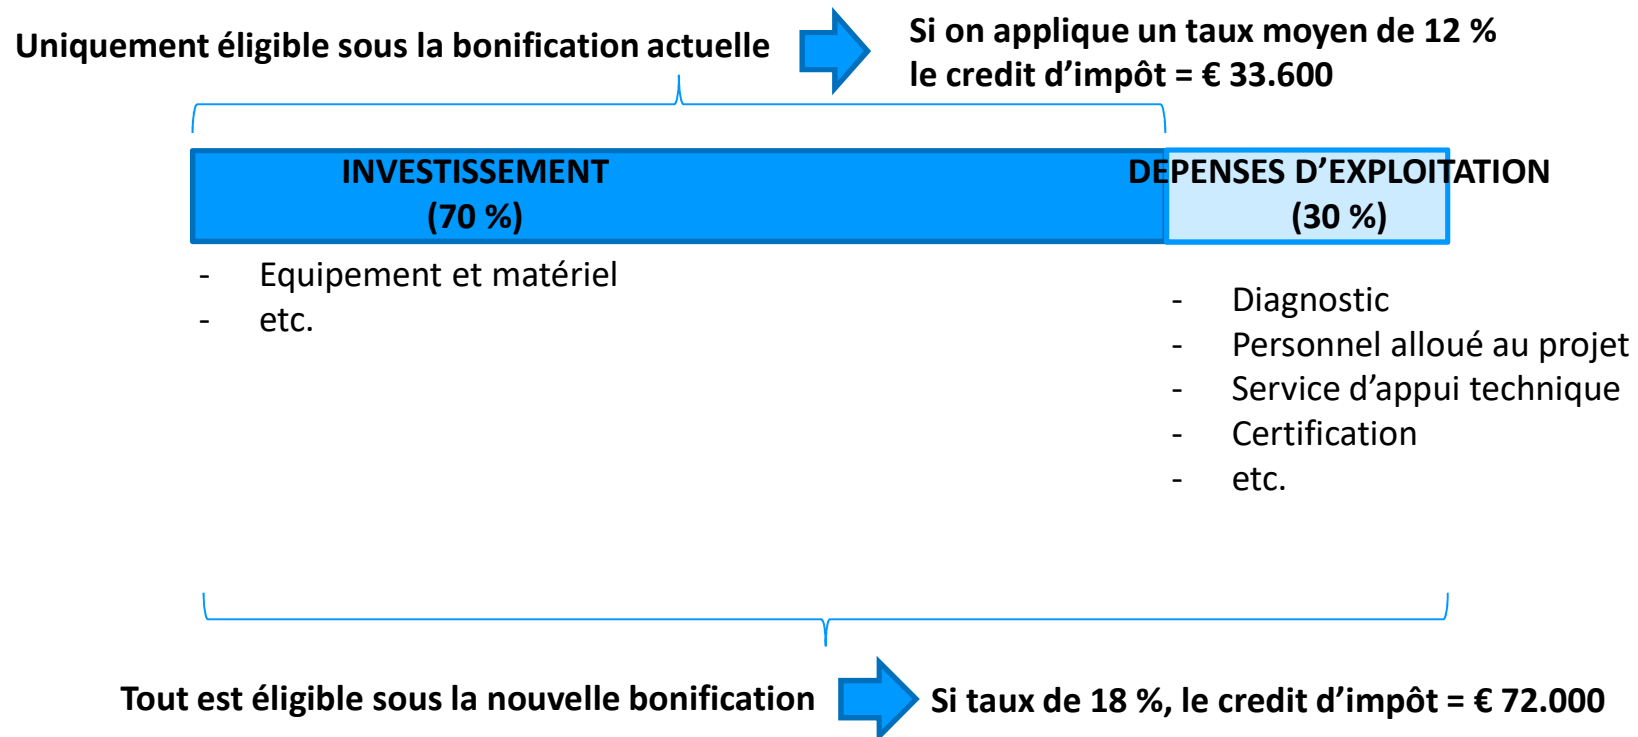 Uniquement éligible sous la bonification actuelle
Si on applique un taux moyen de 12 %
le credit d’impôt = € 33.600
INVESTISSEMENT
(70 %)
DEPENSES D’EXPLOITATION
(30 %)
- Equipement et matériel
- etc.
- Diagnostic
- Personnel alloué au projet
- Service d’appui technique
- Certification
- etc.
Tout est éligible sous la nouvelle bonification
Si taux de 18 %, le credit d’impôt = € 72.000